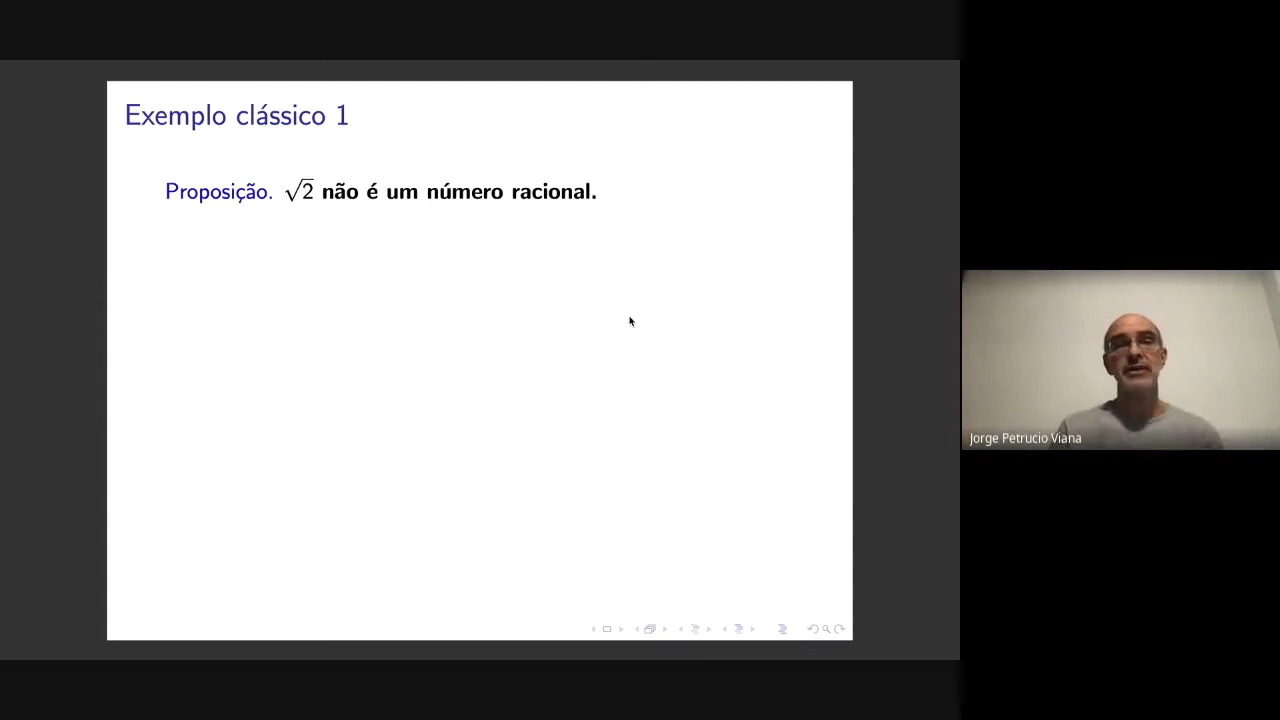 Exemplo clássico 1
Proposição. √2 não é um número racional.
Jorge Petrucio Viana